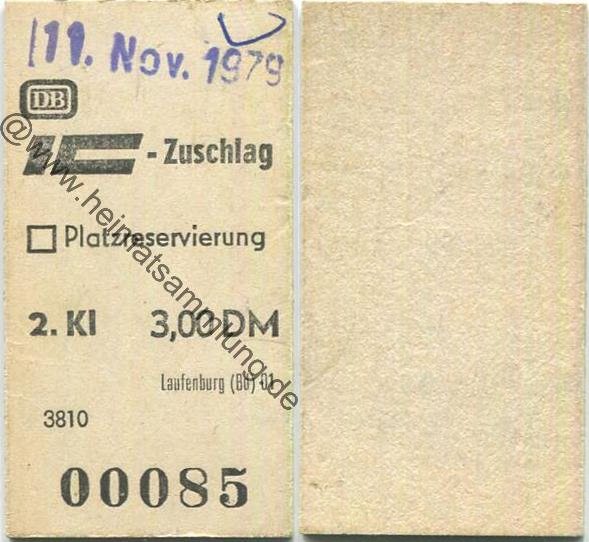 11. Nov. 1979
DB
IC-Zuschlag
Platzreservierung
2. Kl 3,00 DM
Laufenburg (Bd) 01
3810
00085
@www.heimatsammlung.de